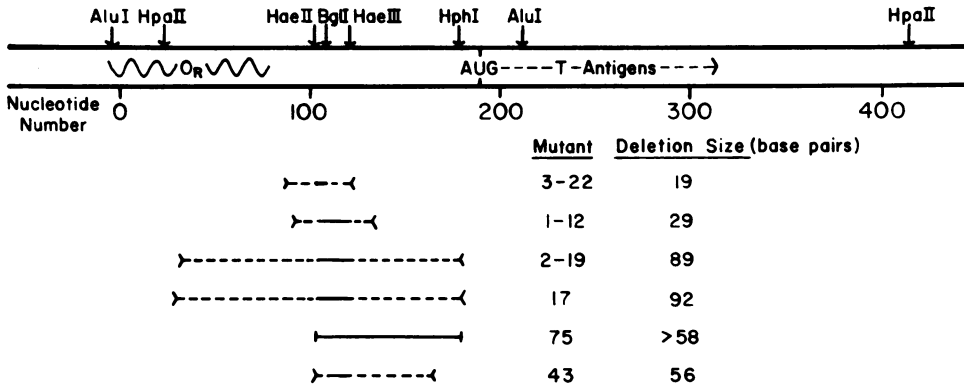 AluI HpaII HaeII BglI HaeIII HphI AluI HpaII
OR AUG-----T-Antigens---->
Nucleotide Number 0 100 200 300 400
Mutant Deletion Size (base pairs)
3-22 19
1-12 29
2-19 89
17 92
75 >58
43 56